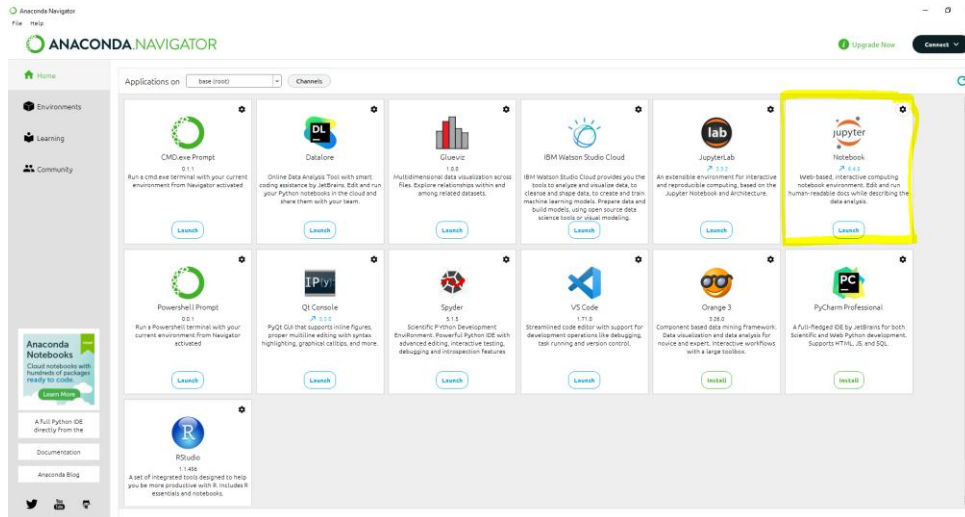 Anaconda Navigator
File Help
ANACONDA.NAVIGATOR
Upgrade Now
Connect
Home
Environments
Learning
Community
Applications on
base (root)
Channels
CMD.exe Prompt
0.1.1
Run a cmd.exe terminal with your current
environment from Navigator activated
Launch
DL
Datalore
Online Data Analysis Tool with smart
coding assistance by JetBrains. Edit and run
your Python notebooks in the cloud and
share them with your team.
Launch
Glueviz
1.0.0
Multidimensional data visualization across
files. Explore relationships within and
among related datasets.
Launch
IBM Watson Studio Cloud
IBM Watson Studio Cloud provides you the
tools to analyze and visualize data, to
cleanse and shape data, to create and train
machine learning models. Prepare data and
build models, using open source data
science tools or visual modeling.
Launch
lab
JupyterLab
3.3.2
An extensible environment for interactive
and reproducible computing, based on the
Jupyter Notebook and Architecture.
Launch
jupyter
Notebook
6.4.8
Web-based, interactive computing
notebook environment. Edit and run
human-readable docs while describing the
data analysis.
Launch
Powershell Prompt
0.0.1
Run a Powershell terminal with your
current environment from Navigator
activated
Launch
IP[y]:
Qt Console
5.3.0
PyQt GUI that supports inline figures,
proper multiline editing with syntax
highlighting, graphical calltips, and more.
Launch
Spyder
5.1.5
Scientific PYthon Development
EnviRonment. Powerful Python IDE with
advanced editing, interactive testing,
debugging and introspection features
Launch
VS Code
1.71.0
Streamlined code editor with support for
development operations like debugging,
task running and version control.
Launch
Orange 3
3.26.0
Component based data mining framework.
Data visualization and data analysis for
novice and expert. Interactive workflows
with a large toolbox.
Install
PC
PyCharm Professional
A full-fledged IDE by JetBrains for both
Scientific and Web Python development.
Supports HTML, JS, and SQL.
Install
R
RStudio
1.1.456
A set of integrated tools designed to help
you be more productive with R. Includes R
essentials and notebooks.
Anaconda
Notebooks
Cloud notebooks with
hundreds of packages
ready to code.
Learn More
A Full Python IDE
directly from the
Documentation
Anaconda Blog
You
Tube